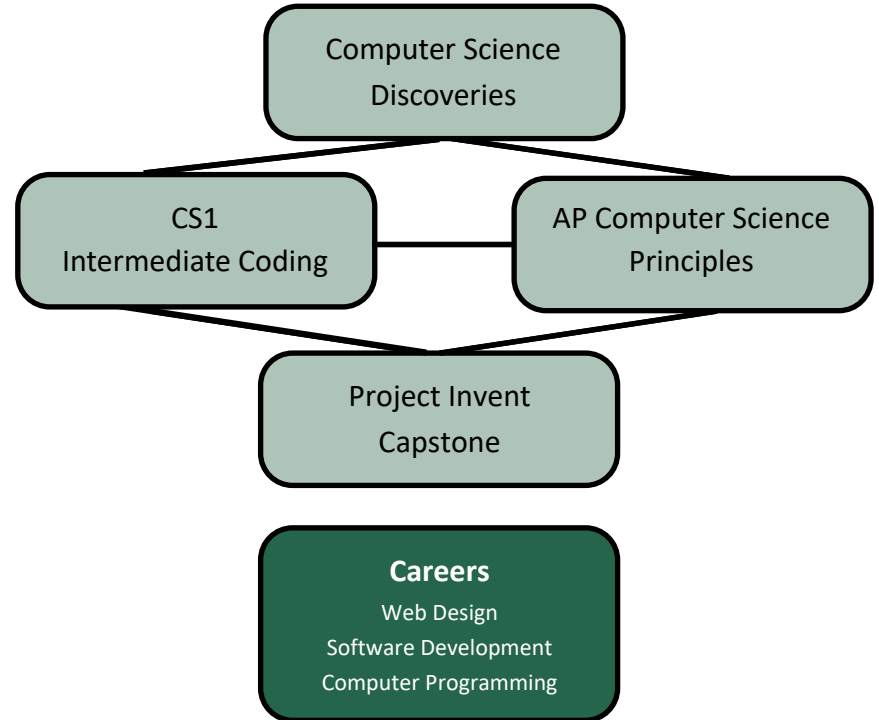 Computer Science
Discoveries
CS1
Intermediate Coding
AP Computer Science
Principles
Project Invent
Capstone
Careers
Web Design
Software Development
Computer Programming